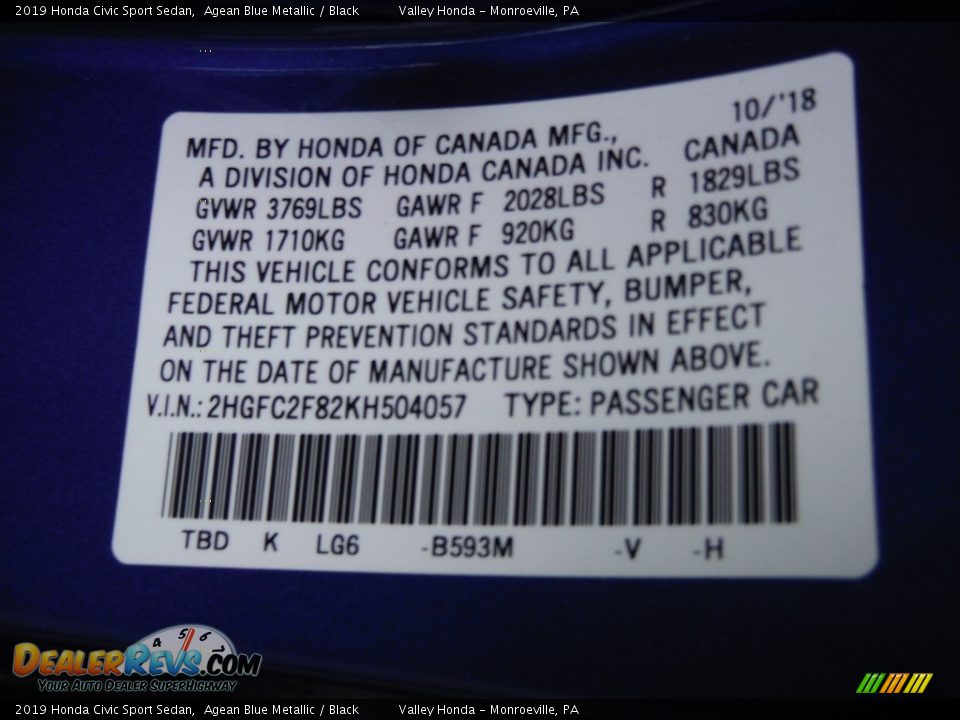 2019 Honda Civic Sport Sedan, Agean Blue Metallic / Black Valley Honda - Monroeville, PA
10/'18
MFD. BY HONDA OF CANADA MFG., CANADA
A DIVISION OF HONDA CANADA INC.
GVWR 3769LBS GAWR F 2028LBS R 1829LBS
GVWR 1710KG GAWR F 920KG R 830KG
THIS VEHICLE CONFORMS TO ALL APPLICABLE
FEDERAL MOTOR VEHICLE SAFETY, BUMPER,
AND THEFT PREVENTION STANDARDS IN EFFECT
ON THE DATE OF MANUFACTURE SHOWN ABOVE.
V.I.N.: 2HGFC2F82KH504057 TYPE: PASSENGER CAR
TBD K LG6 -B593M -V -H
4 5 6
DEALERREVS.COM
Your Auto Dealer SuperHighway
2019 Honda Civic Sport Sedan, Agean Blue Metallic / Black Valley Honda - Monroeville, PA